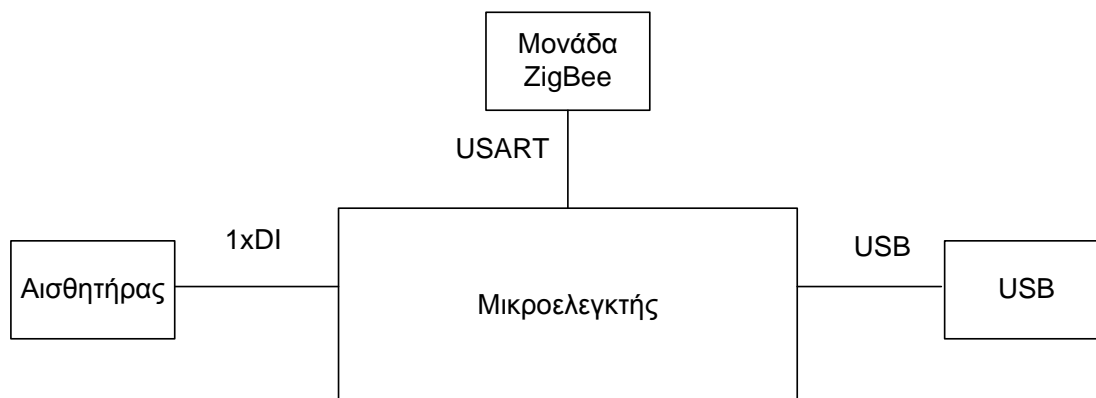 Μονάδα
ZigBee
USART
1xDI
USB
Αισθητήρας
Μικροελεγκτής
USB